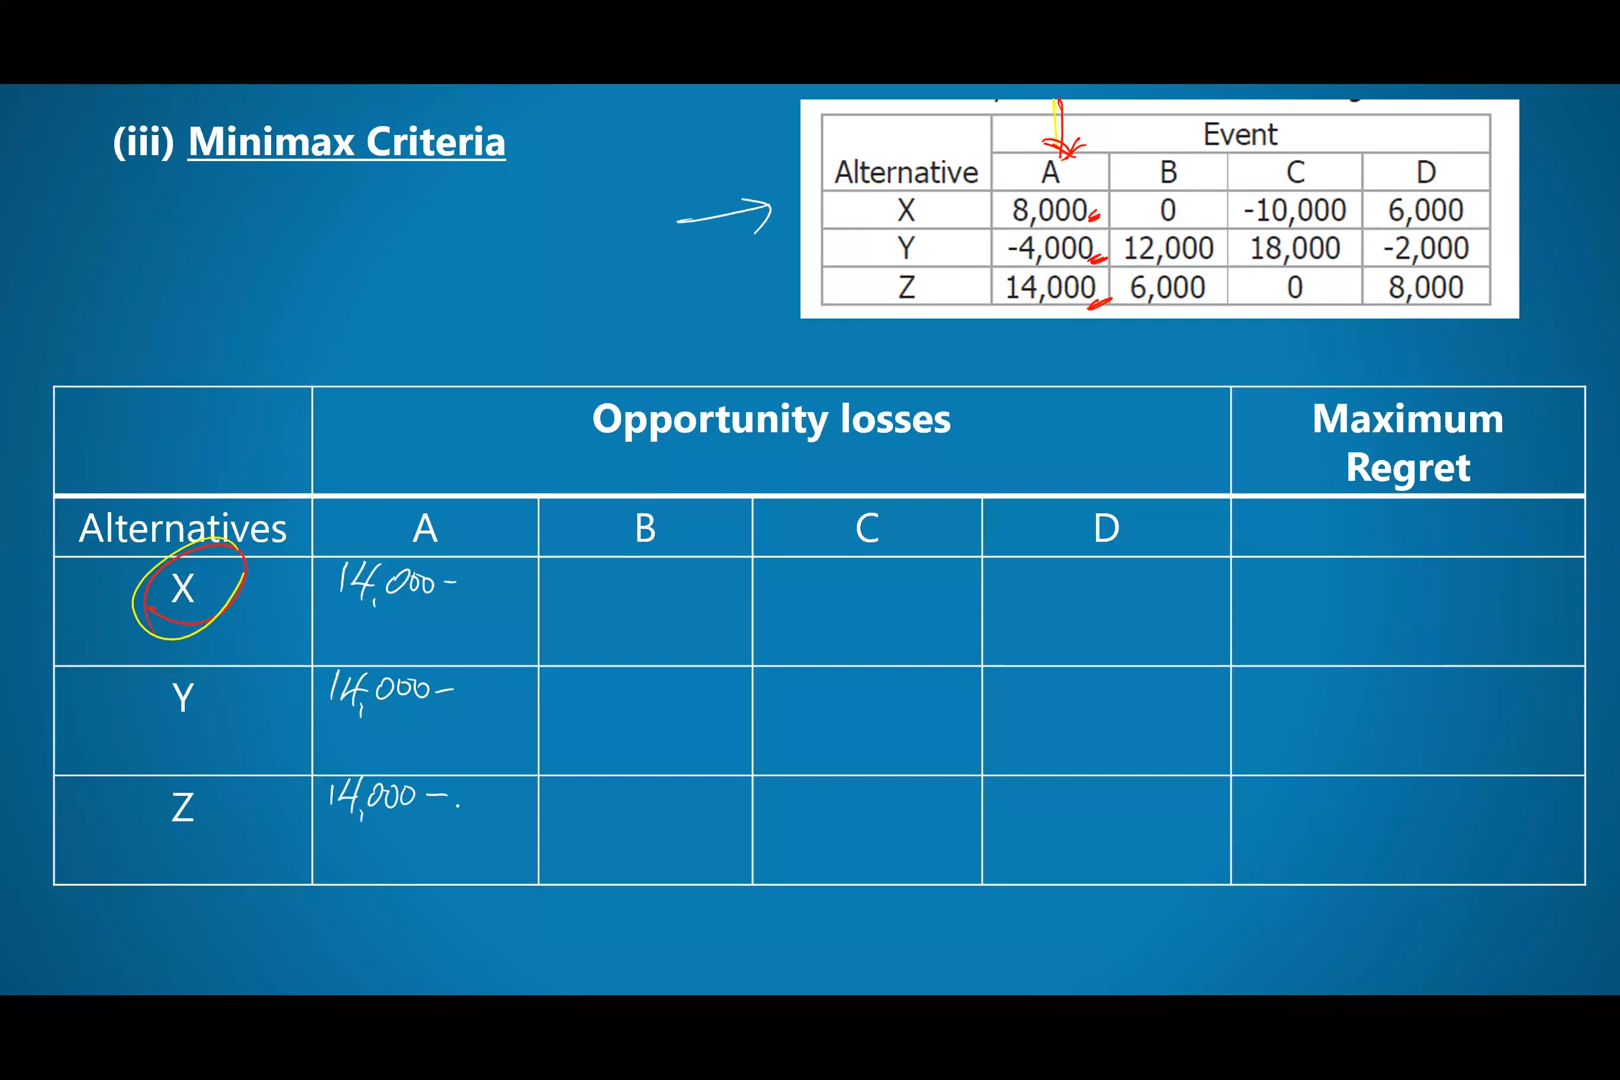 (iii) Minimax Criteria
Event
Alternative A B C D
X 8,000 0 -10,000 6,000
Y -4,000 12,000 18,000 -2,000
Z 14,000 6,000 0 8,000
Opportunity losses Maximum
Regret
Alternatives A B C D
X 14,000 –
Y 14,000 –
Z 14,000 – .